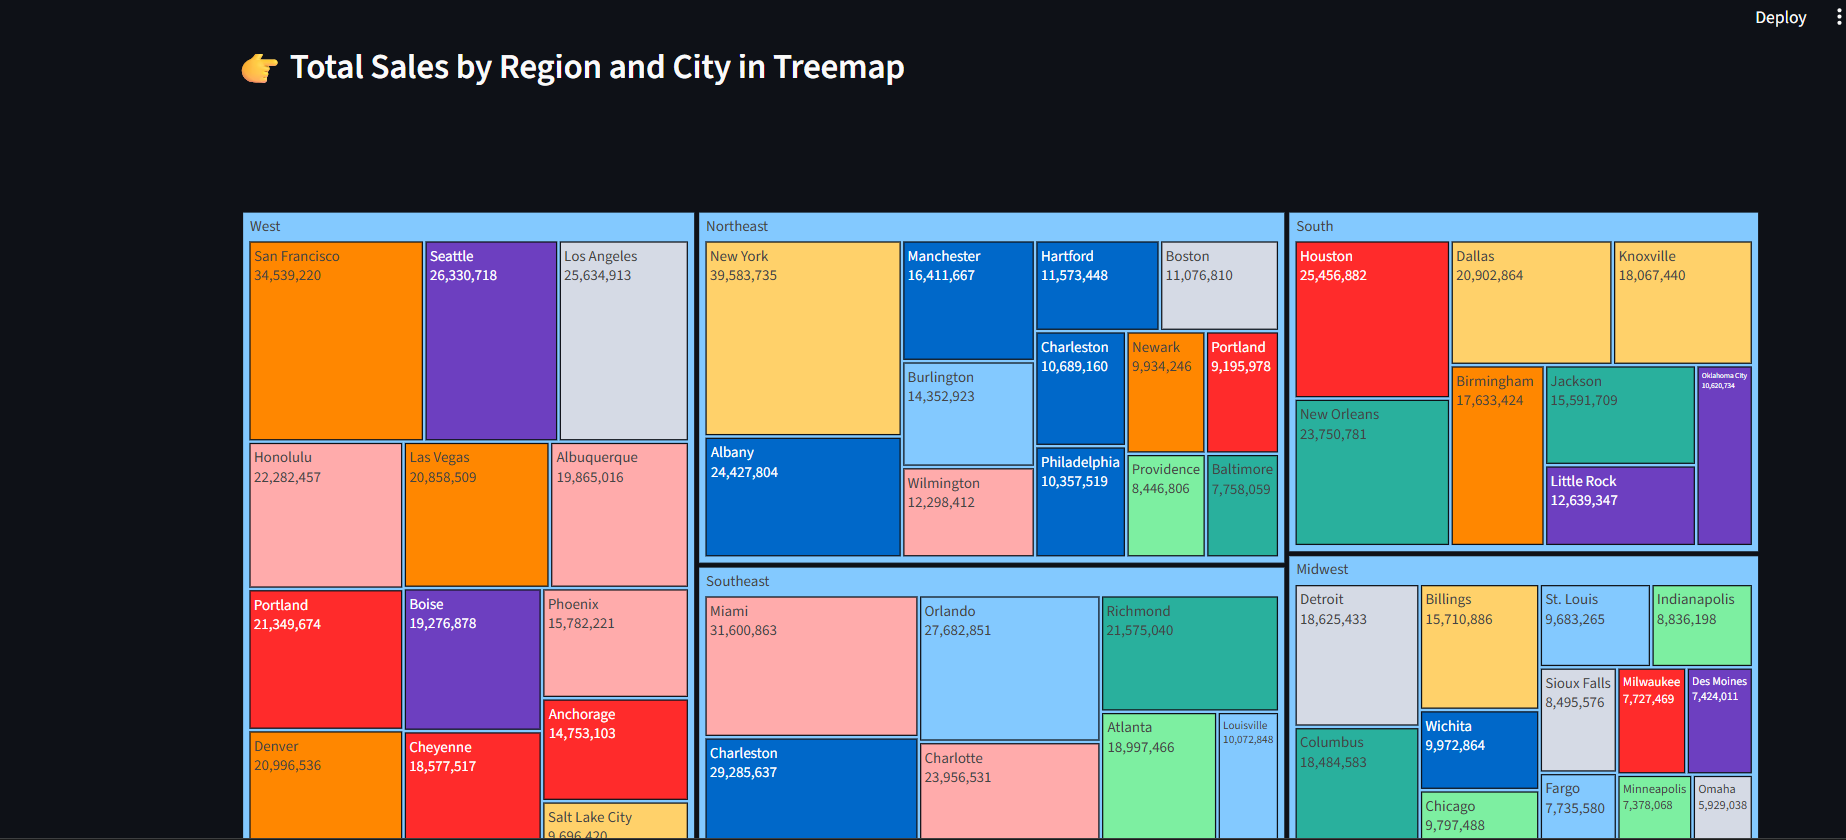 Deploy
👉 Total Sales by Region and City in Treemap
West
San Francisco
34,539,220
Seattle
26,330,718
Los Angeles
25,634,913
Honolulu
22,282,457
Las Vegas
20,858,509
Albuquerque
19,865,016
Portland
21,349,674
Boise
19,276,878
Phoenix
15,782,221
Anchorage
14,753,103
Denver
20,996,536
Cheyenne
18,577,517
Salt Lake City
9,696,420
Northeast
New York
39,583,735
Manchester
16,411,667
Hartford
11,573,448
Boston
11,076,810
Burlington
14,352,923
Charleston
10,689,160
Newark
9,934,246
Portland
9,195,978
Albany
24,427,804
Wilmington
12,298,412
Philadelphia
10,357,519
Providence
8,446,806
Baltimore
7,758,059
Southeast
Miami
31,600,863
Orlando
27,682,851
Richmond
21,575,040
Charleston
29,285,637
Charlotte
23,956,531
Atlanta
18,997,466
Louisville
10,072,848
South
Houston
25,456,882
Dallas
20,902,864
Knoxville
18,067,440
New Orleans
23,750,781
Birmingham
17,633,424
Jackson
15,591,709
Oklahoma City
10,620,734
Little Rock
12,639,347
Midwest
Detroit
18,625,433
Billings
15,710,886
St. Louis
9,683,265
Indianapolis
8,836,198
Sioux Falls
8,495,576
Milwaukee
7,727,469
Des Moines
7,424,011
Columbus
18,484,583
Wichita
9,972,864
Chicago
9,797,488
Fargo
7,735,580
Minneapolis
7,378,068
Omaha
5,929,038